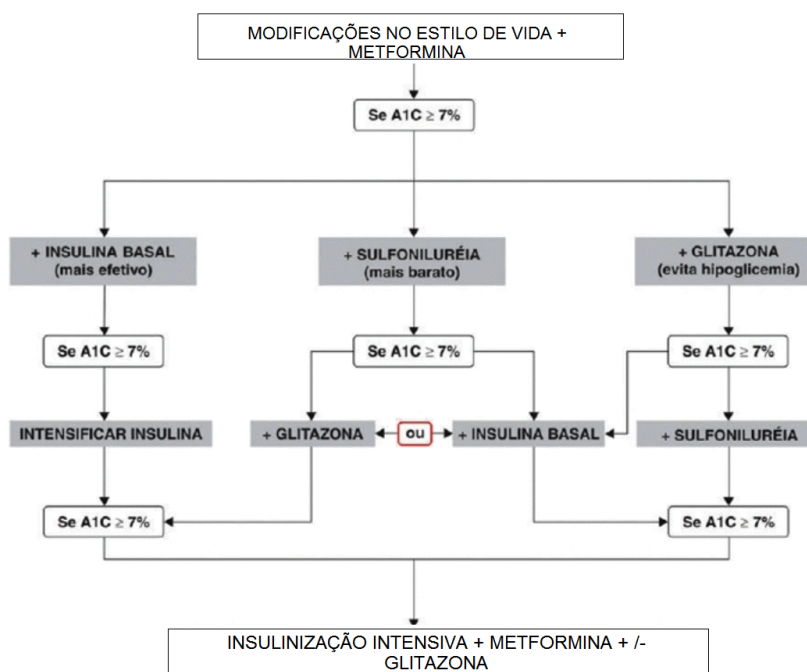 MODIFICAÇÕES NO ESTILO DE VIDA +
METFORMINA
Se A1C ≥ 7%
+ INSULINA BASAL
(mais efetivo)
+ SULFONILURÉIA
(mais barato)
+ GLITAZONA
(evita hipoglicemia)
Se A1C ≥ 7%
Se A1C ≥ 7%
Se A1C ≥ 7%
INTENSIFICAR INSULINA
+ GLITAZONA
ou
+ INSULINA BASAL
+ SULFONILURÉIA
Se A1C ≥ 7%
Se A1C ≥ 7%
INSULINIZAÇÃO INTENSIVA + METFORMINA + /-
GLITAZONA